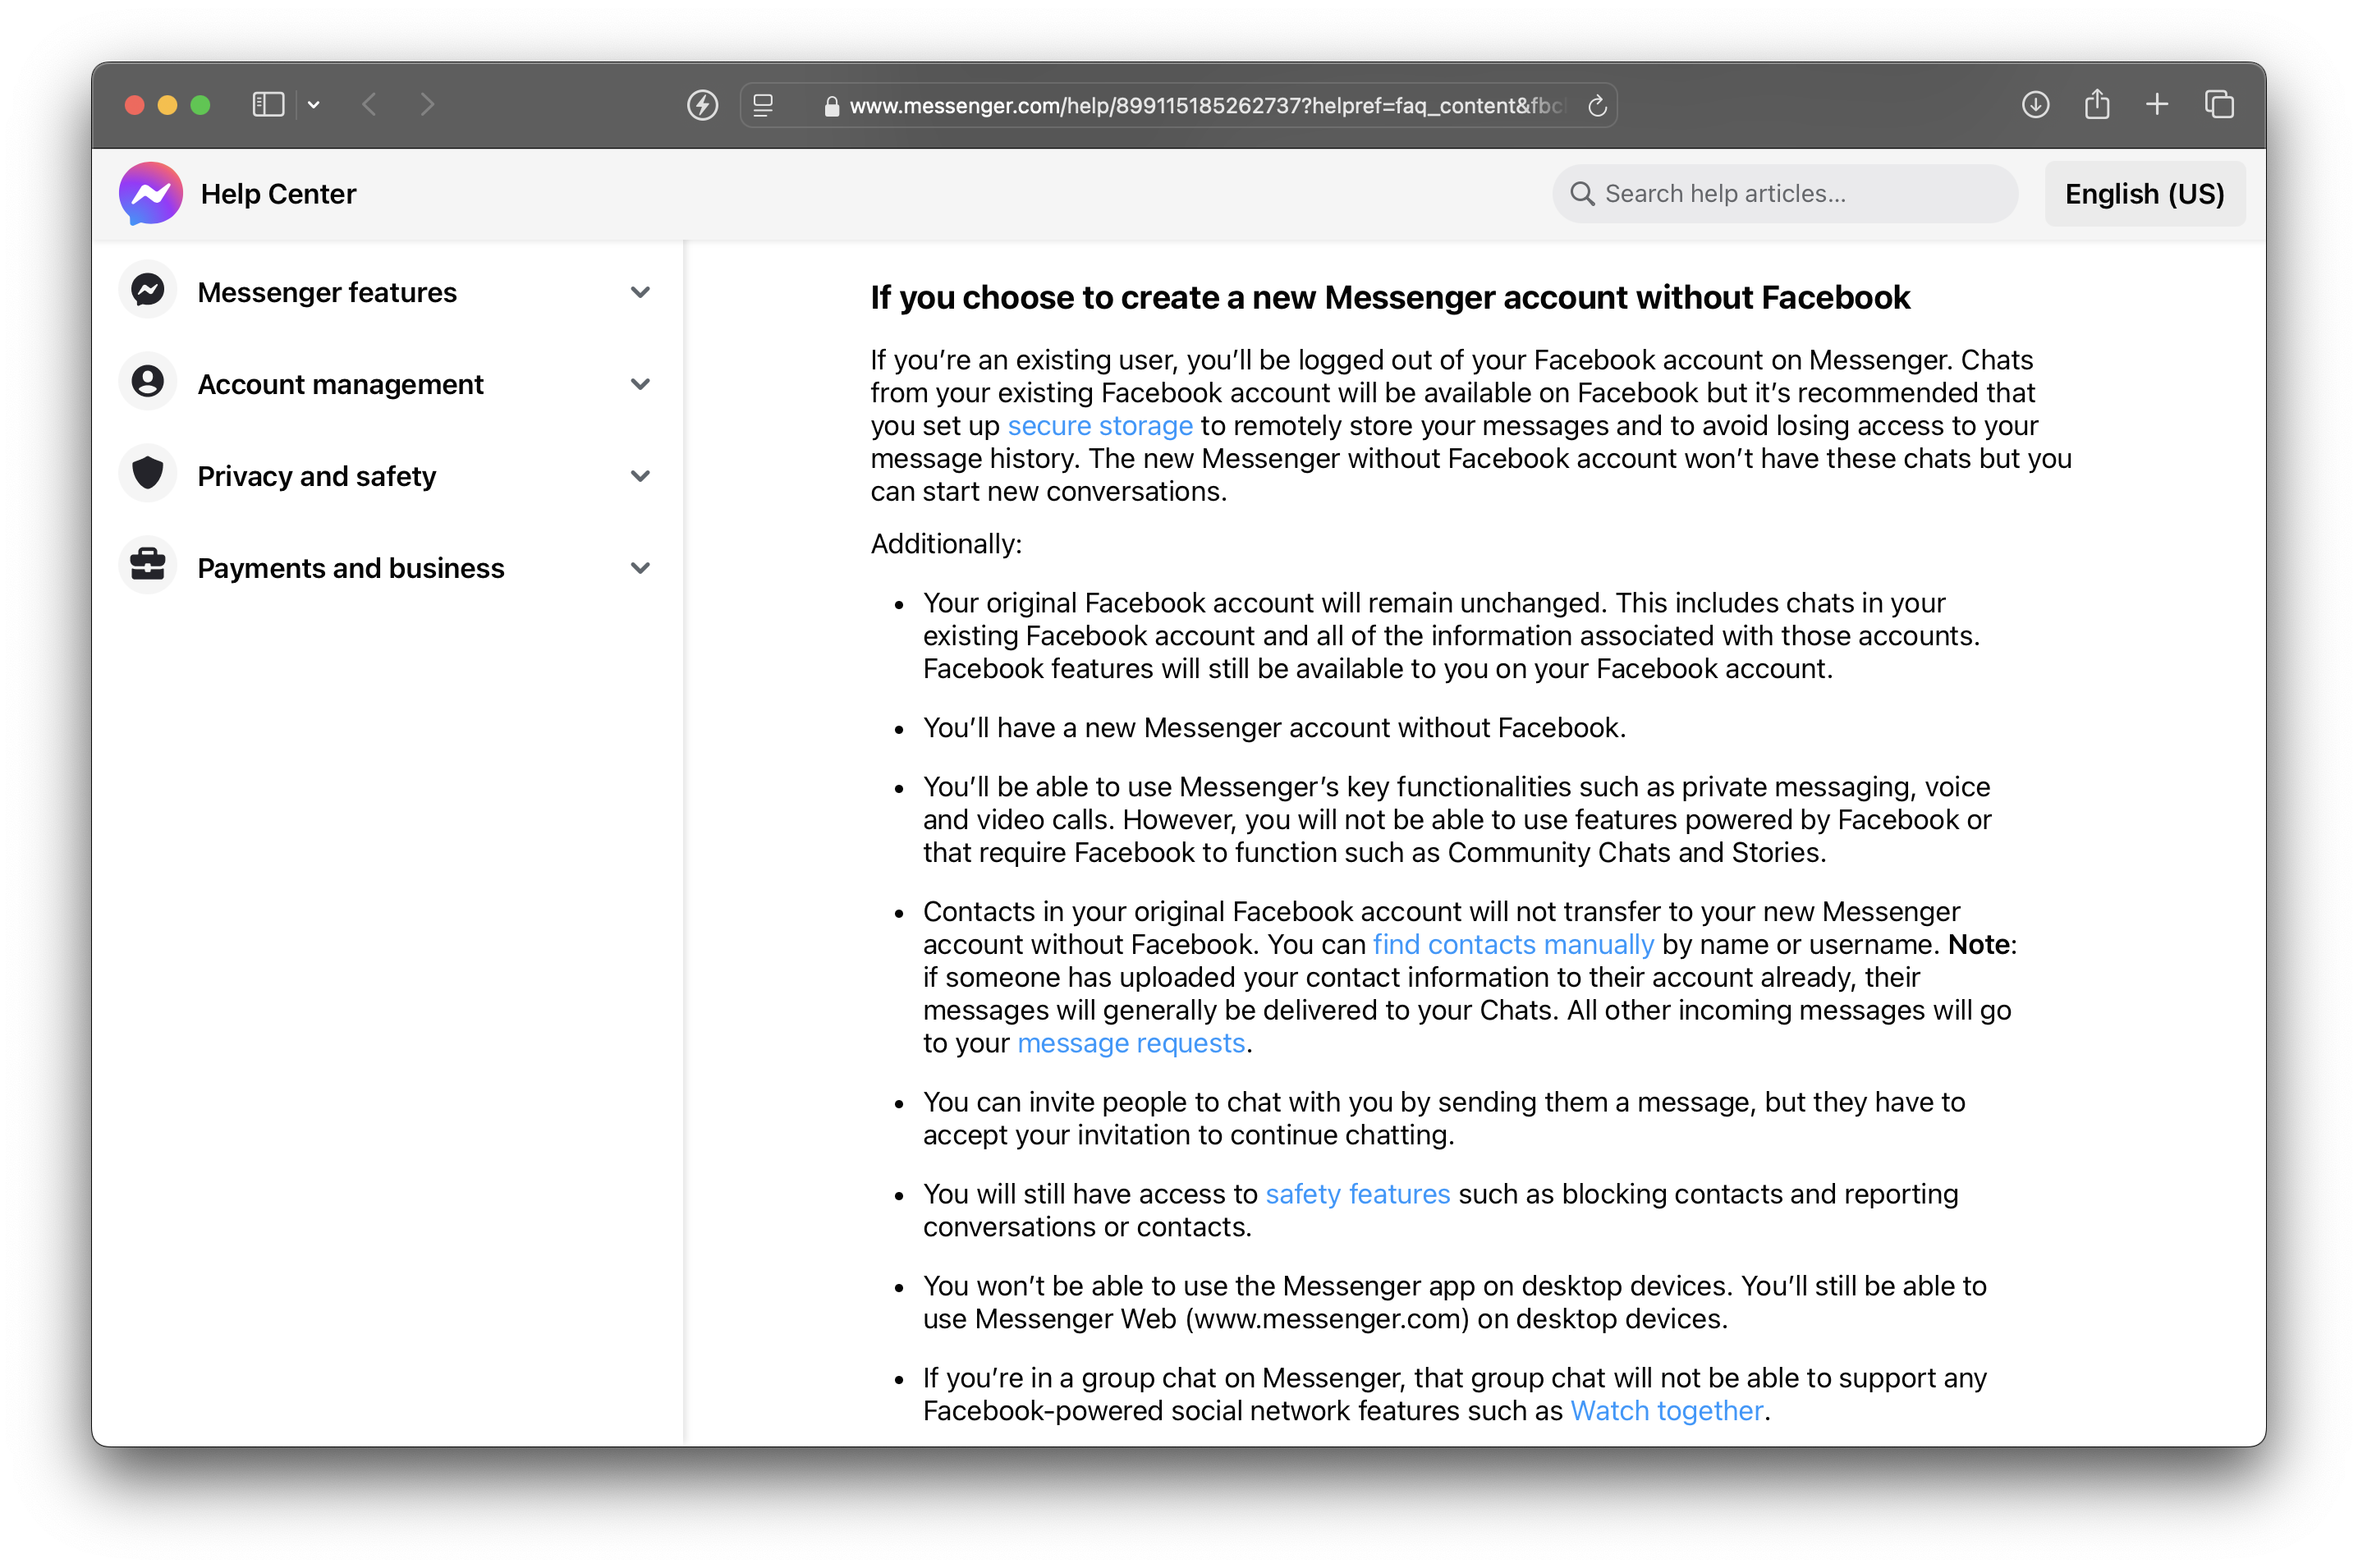 www.messenger.com/help/899115185262737?helpref=faq_content&fbc
Help Center
Search help articles...
English (US)
Messenger features
Account management
Privacy and safety
Payments and business
If you choose to create a new Messenger account without Facebook
If you’re an existing user, you’ll be logged out of your Facebook account on Messenger. Chats
from your existing Facebook account will be available on Facebook but it’s recommended that
you set up secure storage to remotely store your messages and to avoid losing access to your
message history. The new Messenger without Facebook account won’t have these chats but you
can start new conversations.
Additionally:
• Your original Facebook account will remain unchanged. This includes chats in your
existing Facebook account and all of the information associated with those accounts.
Facebook features will still be available to you on your Facebook account.
• You’ll have a new Messenger account without Facebook.
• You’ll be able to use Messenger’s key functionalities such as private messaging, voice
and video calls. However, you will not be able to use features powered by Facebook or
that require Facebook to function such as Community Chats and Stories.
• Contacts in your original Facebook account will not transfer to your new Messenger
account without Facebook. You can find contacts manually by name or username. Note:
if someone has uploaded your contact information to their account already, their
messages will generally be delivered to your Chats. All other incoming messages will go
to your message requests.
• You can invite people to chat with you by sending them a message, but they have to
accept your invitation to continue chatting.
• You will still have access to safety features such as blocking contacts and reporting
conversations or contacts.
• You won’t be able to use the Messenger app on desktop devices. You’ll still be able to
use Messenger Web (www.messenger.com) on desktop devices.
• If you’re in a group chat on Messenger, that group chat will not be able to support any
Facebook-powered social network features such as Watch together.